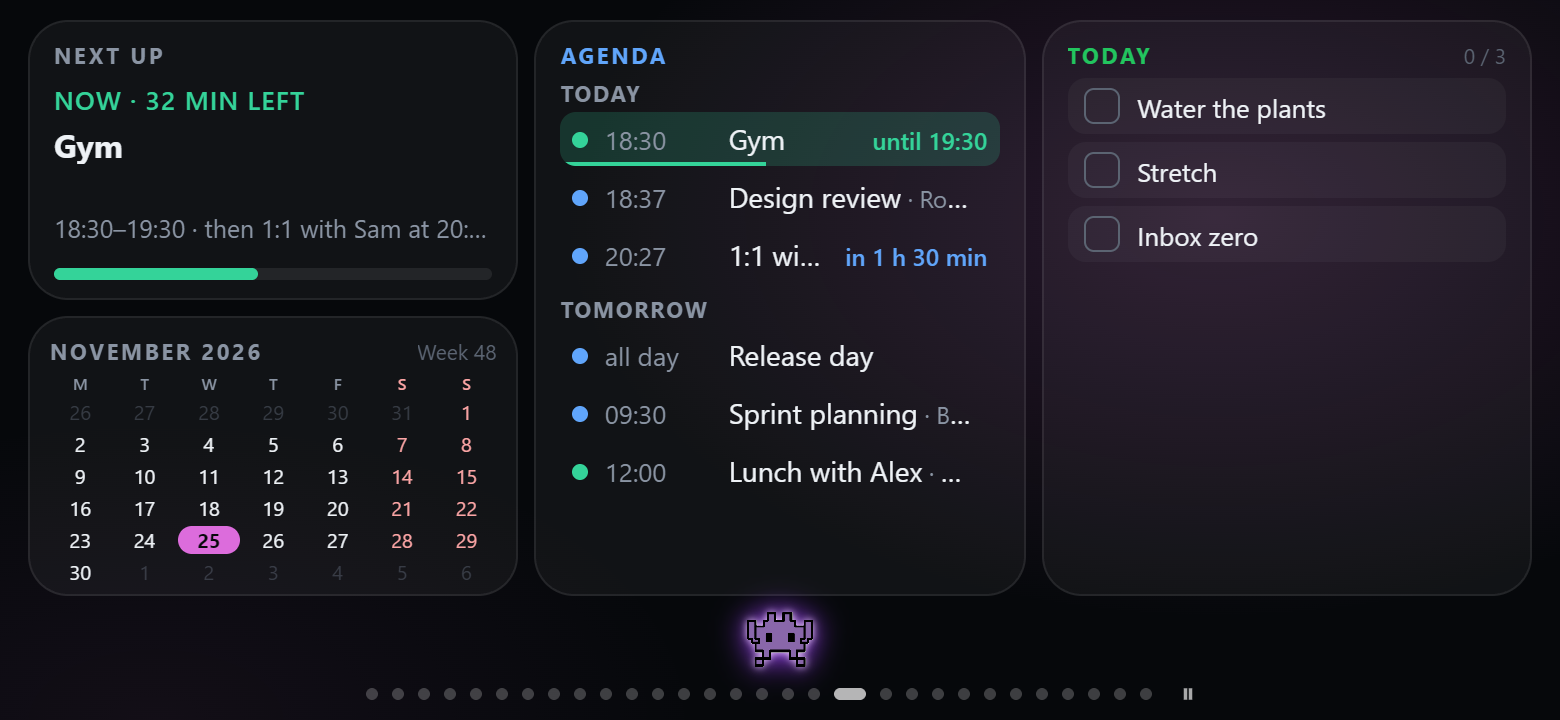 NEXT UP
NOW · 32 MIN LEFT
Gym
18:30–19:30 · then 1:1 with Sam at 20:...
NOVEMBER 2026 Week 48
M T W T F S S
26 27 28 29 30 31 1
2 3 4 5 6 7 8
9 10 11 12 13 14 15
16 17 18 19 20 21 22
23 24 25 26 27 28 29
30 1 2 3 4 5 6
AGENDA
TODAY
18:30 Gym until 19:30
18:37 Design review · Ro...
20:27 1:1 wi... in 1 h 30 min
TOMORROW
all day Release day
09:30 Sprint planning · B...
12:00 Lunch with Alex · ...
TODAY 0 / 3
Water the plants
Stretch
Inbox zero